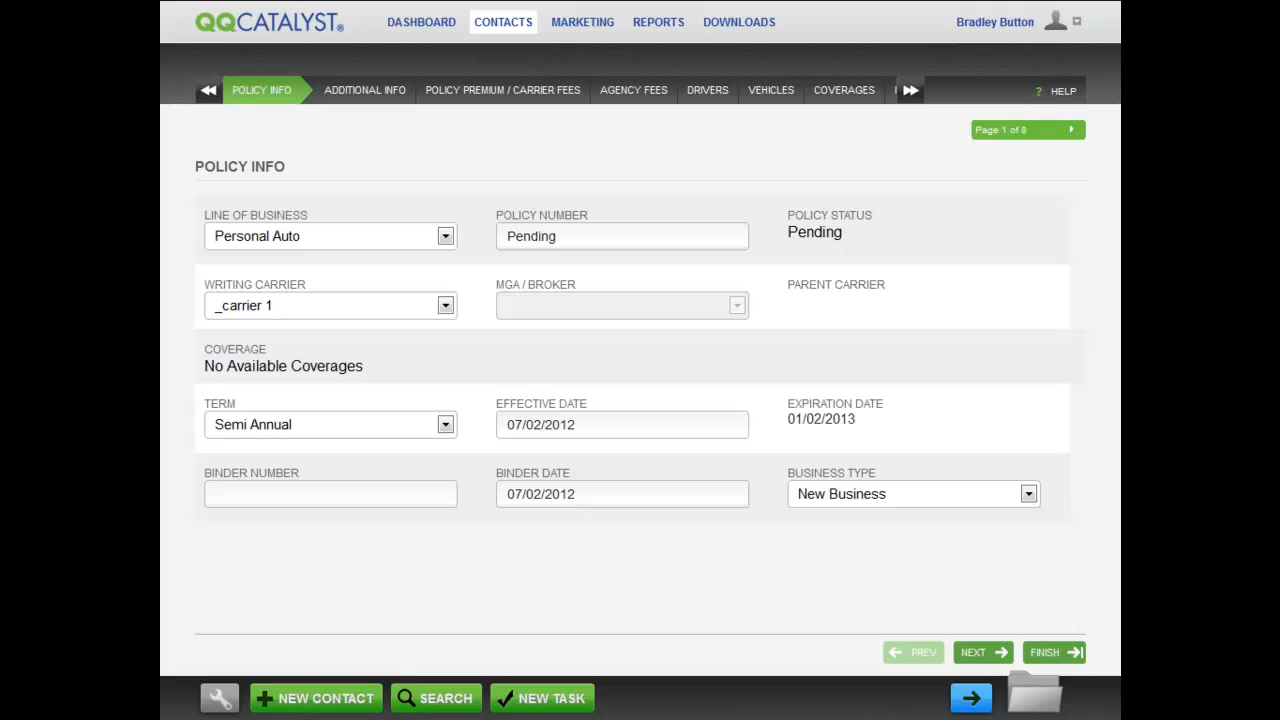 QQCATALYST® DASHBOARD CONTACTS MARKETING REPORTS DOWNLOADS Bradley Button
POLICY INFO ADDITIONAL INFO POLICY PREMIUM / CARRIER FEES AGENCY FEES DRIVERS VEHICLES COVERAGES ? HELP
Page 1 of 8
POLICY INFO
LINE OF BUSINESS POLICY NUMBER POLICY STATUS
Personal Auto Pending Pending
WRITING CARRIER MGA / BROKER PARENT CARRIER
_carrier 1
COVERAGE
No Available Coverages
TERM EFFECTIVE DATE EXPIRATION DATE
Semi Annual 07/02/2012 01/02/2013
BINDER NUMBER BINDER DATE BUSINESS TYPE
07/02/2012 New Business
PREV NEXT FINISH
NEW CONTACT SEARCH NEW TASK